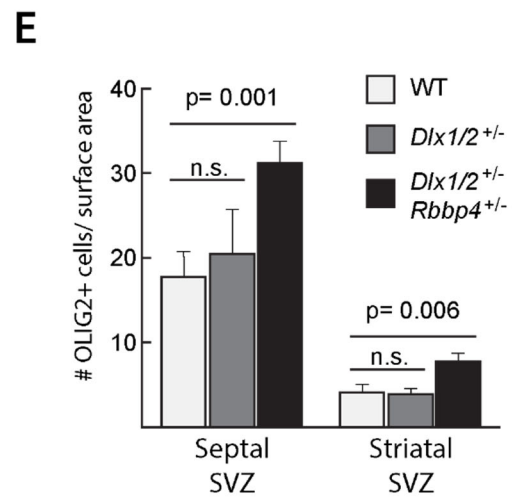 E
# OLIG2+ cells/ surface area
40
30
20
10
p= 0.001
n.s.
WT
Dlx1/2+/-
Dlx1/2+/-
Rbbp4+/-
p= 0.006
n.s.
Septal
SVZ
Striatal
SVZ